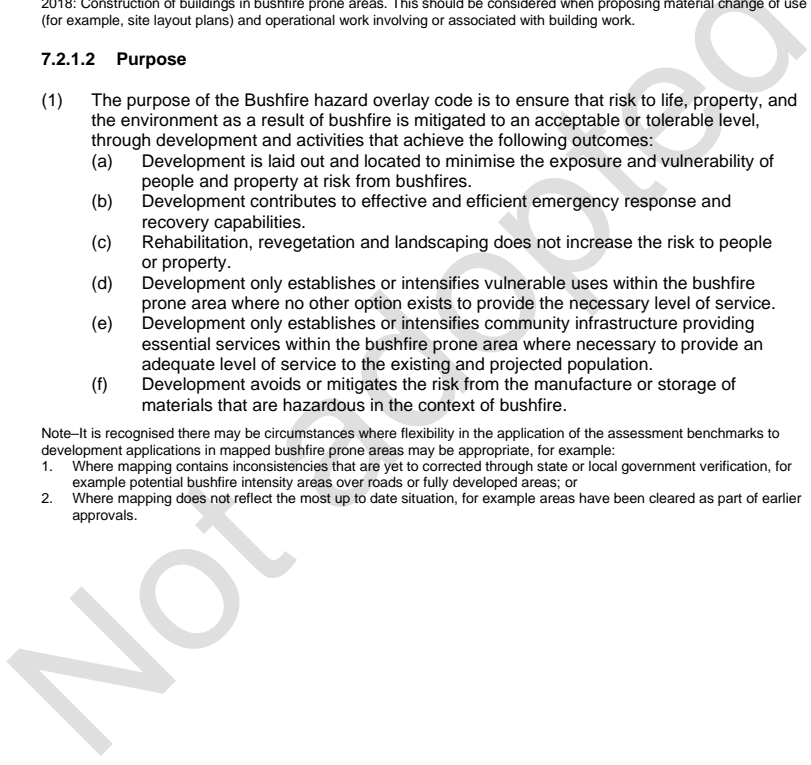 2018: Construction of buildings in bushfire prone areas. This should be considered when proposing material change of use
(for example, site layout plans) and operational work involving or associated with building work.
7.2.1.2 Purpose
(1) The purpose of the Bushfire hazard overlay code is to ensure that risk to life, property, and
the environment as a result of bushfire is mitigated to an acceptable or tolerable level,
through development and activities that achieve the following outcomes:
(a) Development is laid out and located to minimise the exposure and vulnerability of
people and property at risk from bushfires.
(b) Development contributes to effective and efficient emergency response and
recovery capabilities.
(c) Rehabilitation, revegetation and landscaping does not increase the risk to people
or property.
(d) Development only establishes or intensifies vulnerable uses within the bushfire
prone area where no other option exists to provide the necessary level of service.
(e) Development only establishes or intensifies community infrastructure providing
essential services within the bushfire prone area where necessary to provide an
adequate level of service to the existing and projected population.
(f) Development avoids or mitigates the risk from the manufacture or storage of
materials that are hazardous in the context of bushfire.
Note–It is recognised there may be circumstances where flexibility in the application of the assessment benchmarks to
development applications in mapped bushfire prone areas may be appropriate, for example:
1. Where mapping contains inconsistencies that are yet to corrected through state or local government verification, for
example potential bushfire intensity areas over roads or fully developed areas; or
2. Where mapping does not reflect the most up to date situation, for example areas have been cleared as part of earlier
approvals.
Not adopted